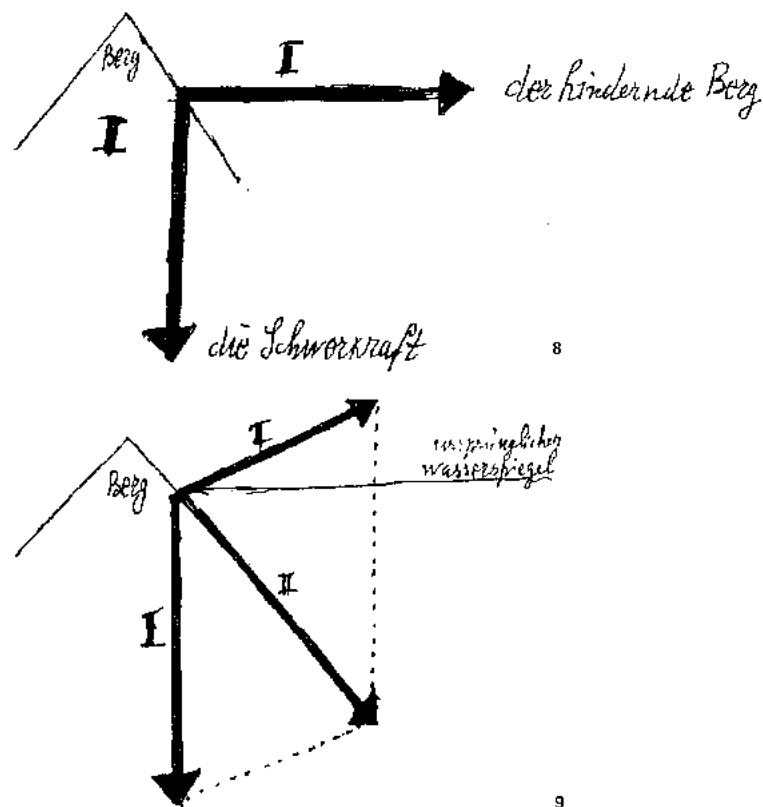 Berg
I
der hindernde Berg
I
die Schwerkraft
8
I
ursprünglicher
wasserspiegel
Berg
II
I
9